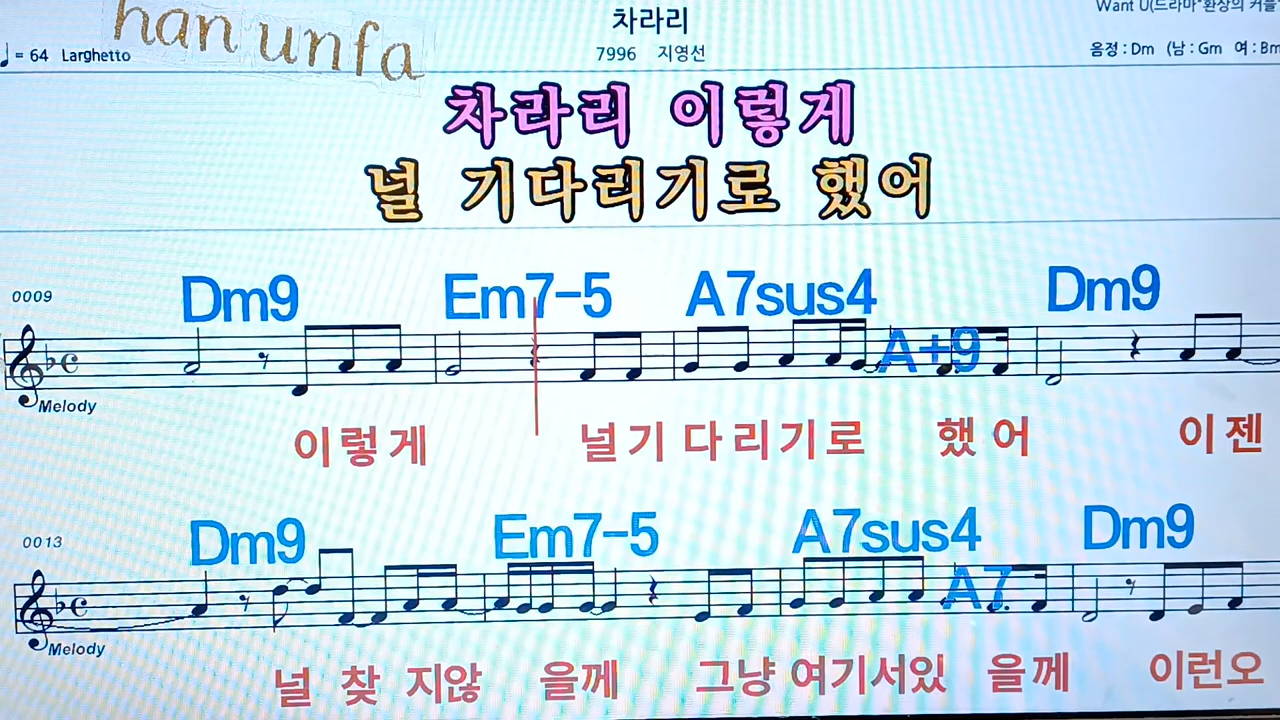 han unfa
차라리
Want U(드라마"환상의 커플"
♩= 64 Larghetto
7996 지영선
음정 : Dm (남 : Gm 여 : Bm
차라리 이렇게
널 기다리기로 했어
0009
Dm9 Em7-5 A7sus4 A+9 Dm9
Melody
이렇게 널기 다리기로 했어 이젠
0013
Dm9 Em7-5 A7sus4 A7 Dm9
Melody
널 찾 지않 을께 그냥 여기서있 을께 이런오